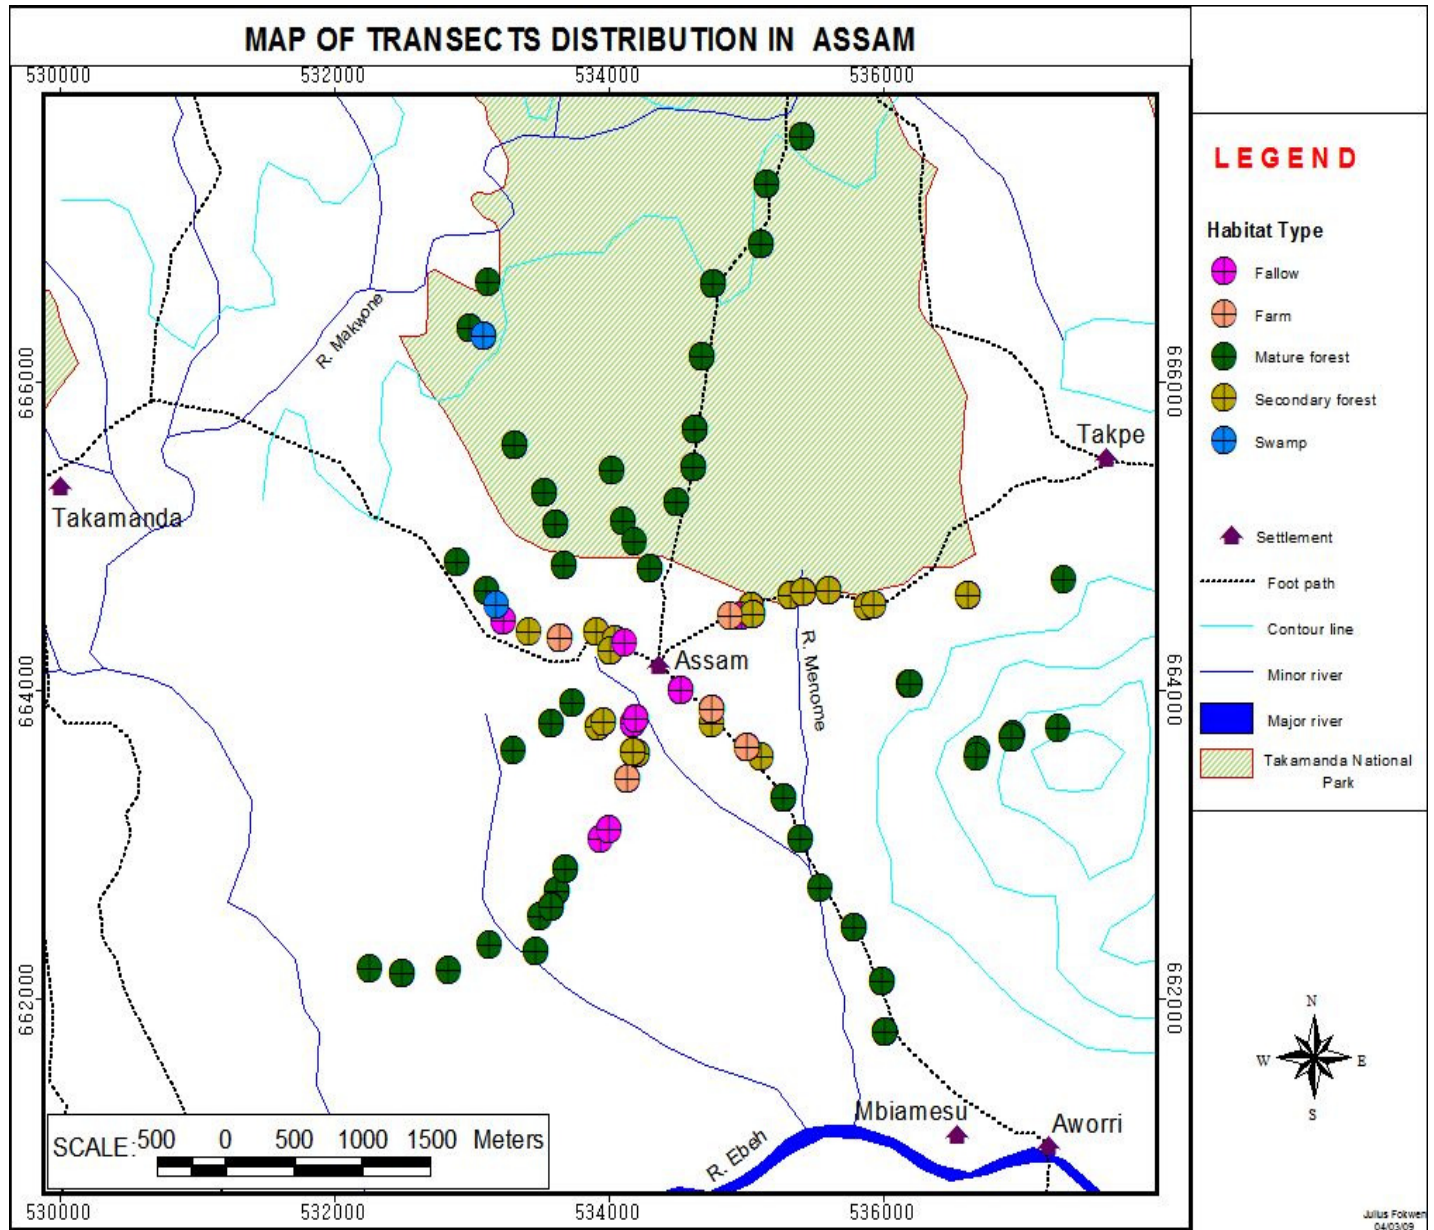 MAP OF TRANSECTS DISTRIBUTION IN ASSAM
530000 532000 534000 536000
LEGEND
Habitat Type
Fallow
Farm
Mature forest
Secondary forest
Swamp
Settlement
Foot path
Contour line
Minor river
Major river
Takamanda National
Park
R. Makwone
666000
666000
Takpe
Takamanda
Assam
R. Menome
664000
664000
662000
662000
N
W E
S
Mbiamesu
Aworri
R. Ebeh
SCALE: 500 0 500 1000 1500 Meters
530000 532000 534000 536000
Julius Fokwen
04/03/09